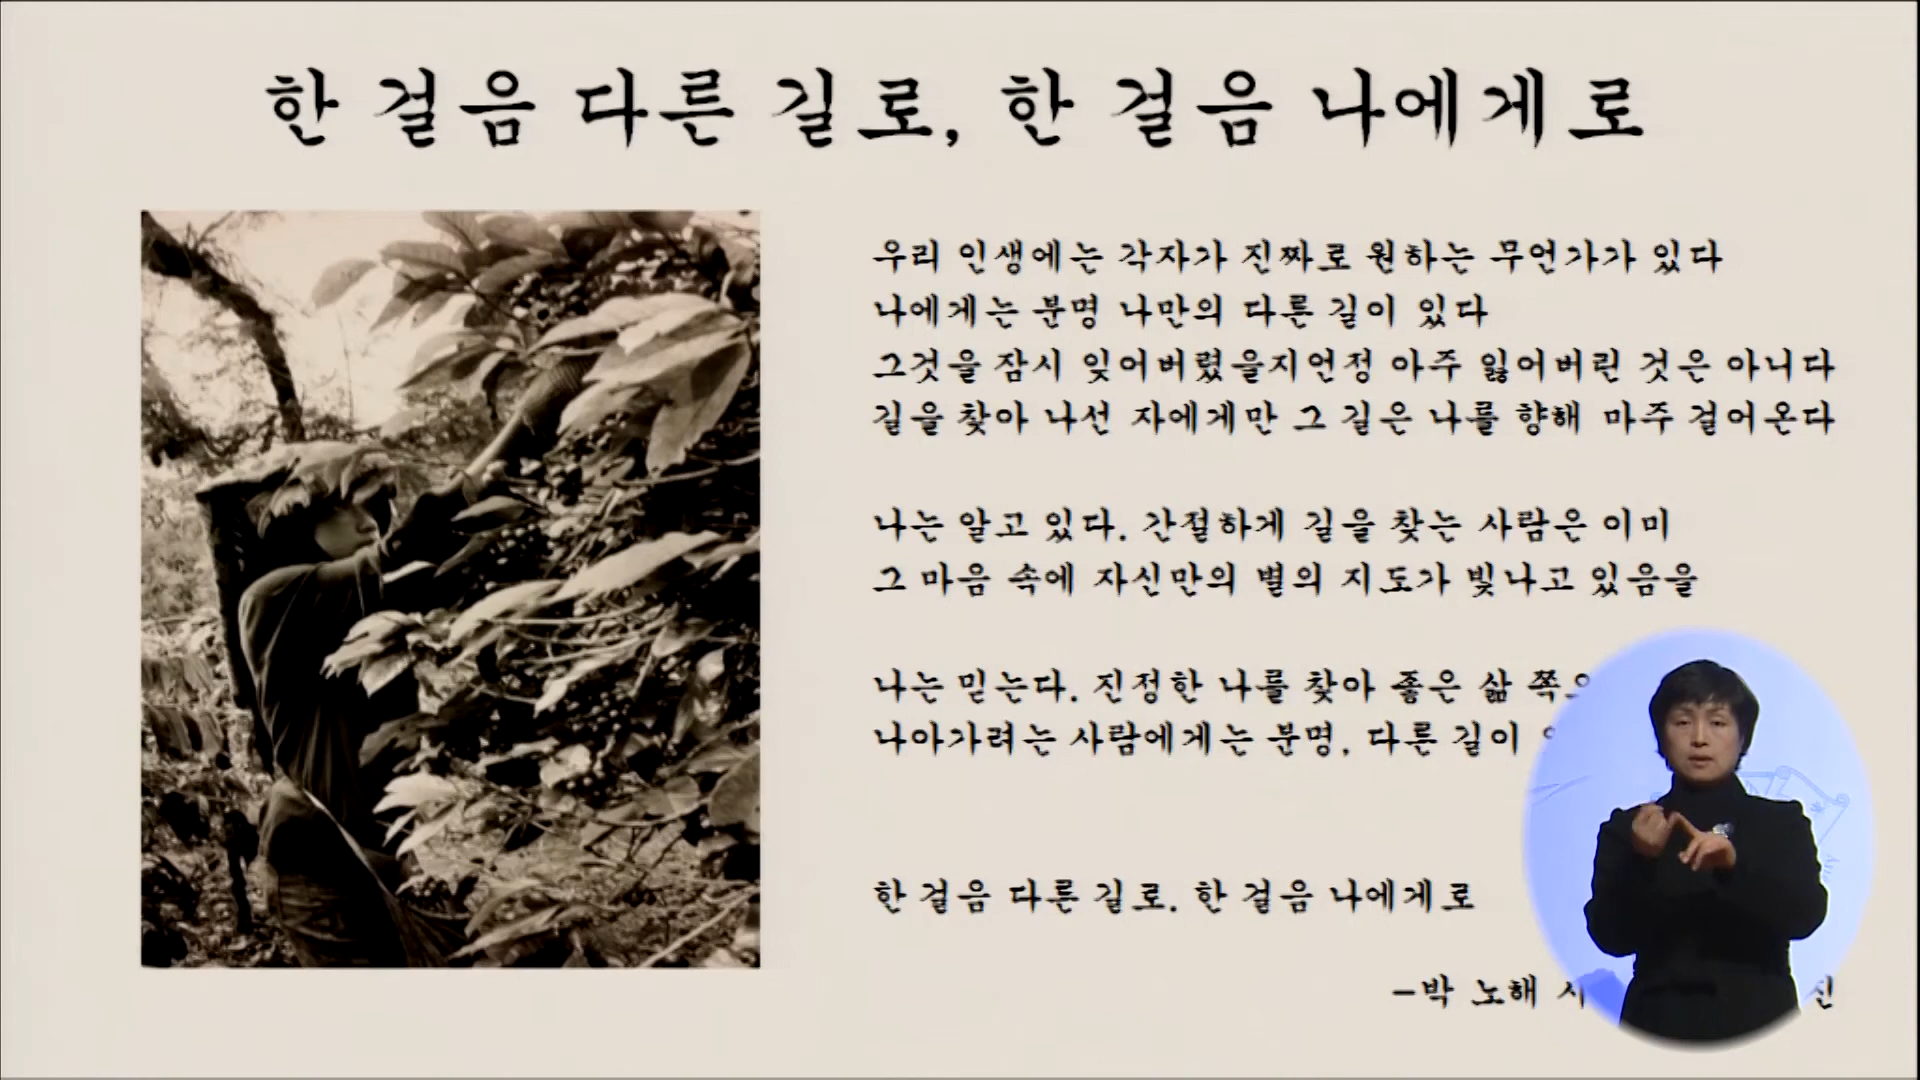 한 걸음 다른 길로, 한 걸음 나에게로
우리 인생에는 각자가 진짜로 원하는 무언가가 있다
나에게는 분명 나만의 다른 길이 있다
그것을 잠시 잊어버렸을지언정 아주 잃어버린 것은 아니다
길을 찾아 나선 자에게만 그 길은 나를 향해 마주 걸어온다
나는 알고 있다. 간절하게 길을 찾는 사람은 이미
그 마음 속에 자신만의 별의 지도가 빛나고 있음을
나는 믿는다. 진정한 나를 찾아 좋은 삶
나아가려는 사람에게는 분명, 다른 길이
한 걸음 다른 길로. 한 걸음 나에게로
-박 노해